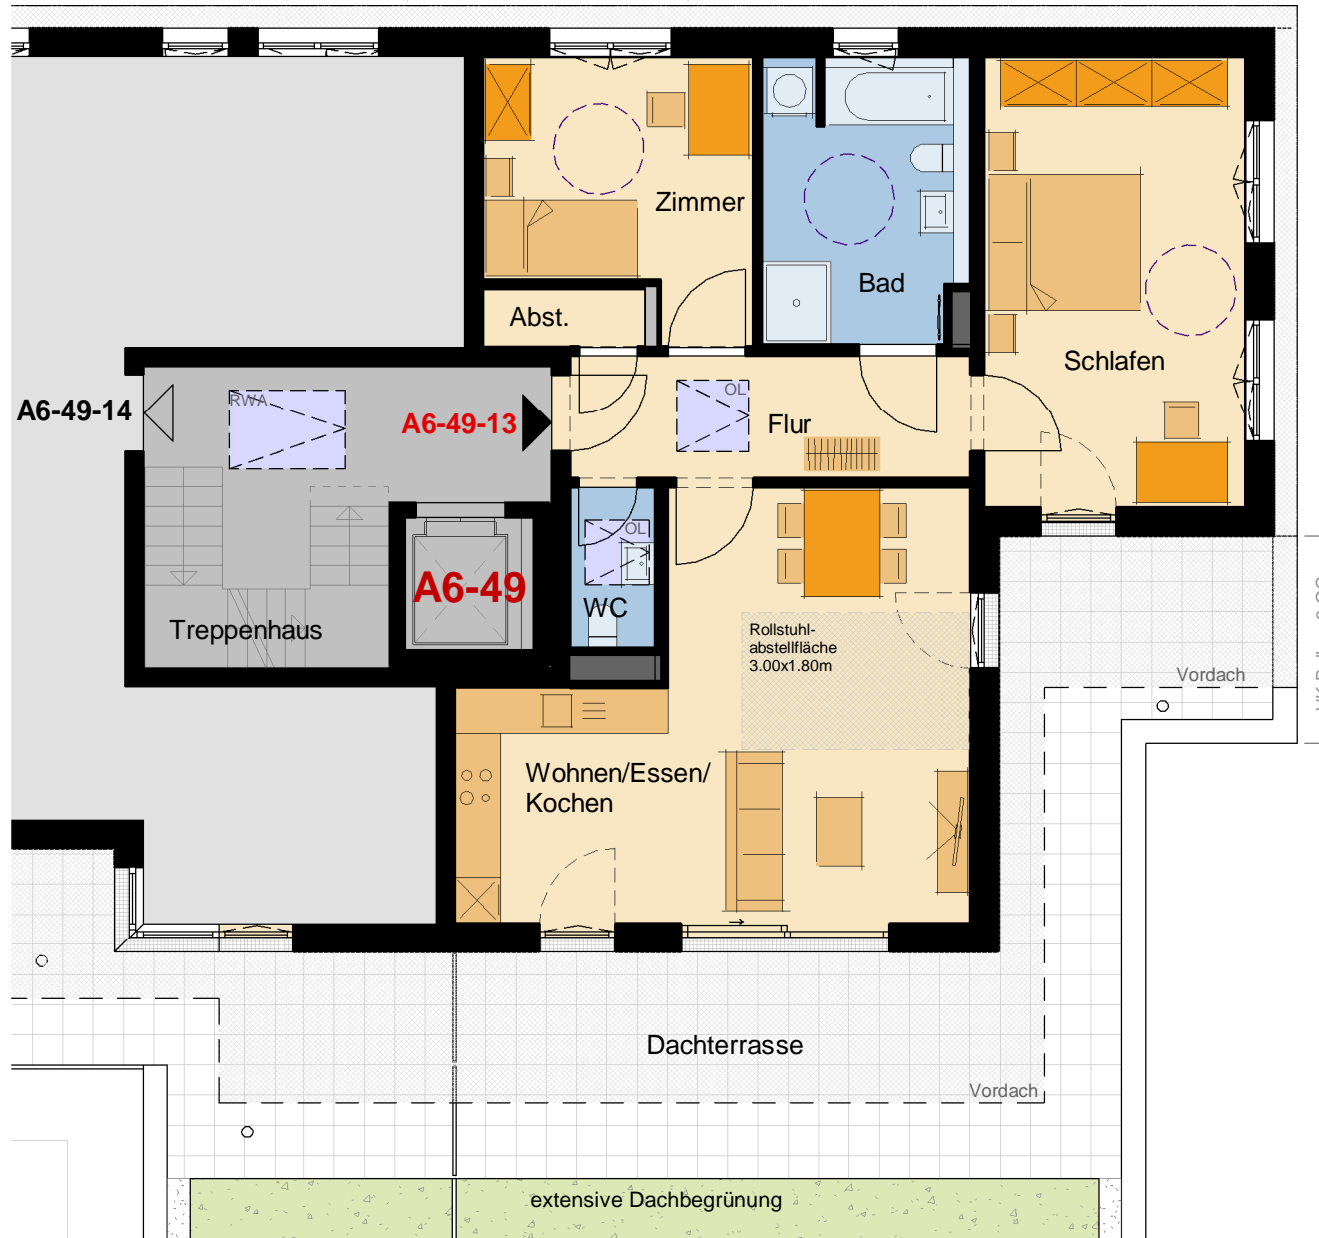 Zimmer
Bad
Abst.
Schlafen
A6-49-14
RWA
A6-49-13
OL
Flur
OL
A6-49
WC
Treppenhaus
Rollstuhl-
abstellfläche
3.00x1.80m
Vordach
Wohnen/Essen/
Kochen
Dachterrasse
Vordach
extensive Dachbegrünung